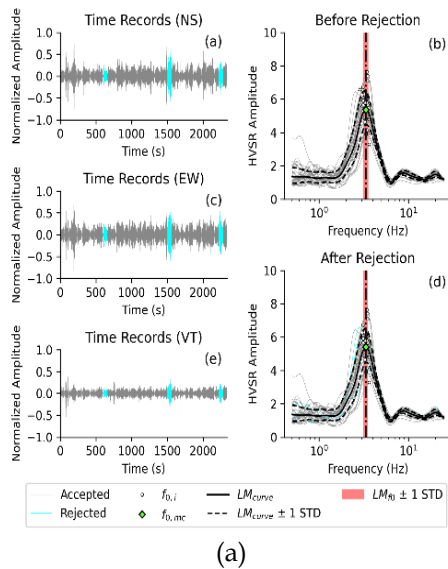 Time Records (NS)
Normalized Amplitude
1.0
0.5
0.0
−0.5
−1.0
(a)
0 500 1000 1500 2000
Time (s)
Before Rejection
HVSR Amplitude
10
8
6
4
2
0
(b)
10⁰ 10¹
Frequency (Hz)
Time Records (EW)
Normalized Amplitude
1.0
0.5
0.0
−0.5
−1.0
(c)
0 500 1000 1500 2000
Time (s)
After Rejection
HVSR Amplitude
10
8
6
4
2
0
(d)
10⁰ 10¹
Frequency (Hz)
Time Records (VT)
Normalized Amplitude
1.0
0.5
0.0
−0.5
−1.0
(e)
0 500 1000 1500 2000
Time (s)
Accepted f0,i LMcurve LMf0 ± 1 STD
Rejected f0,mc LMcurve ± 1 STD
(a)